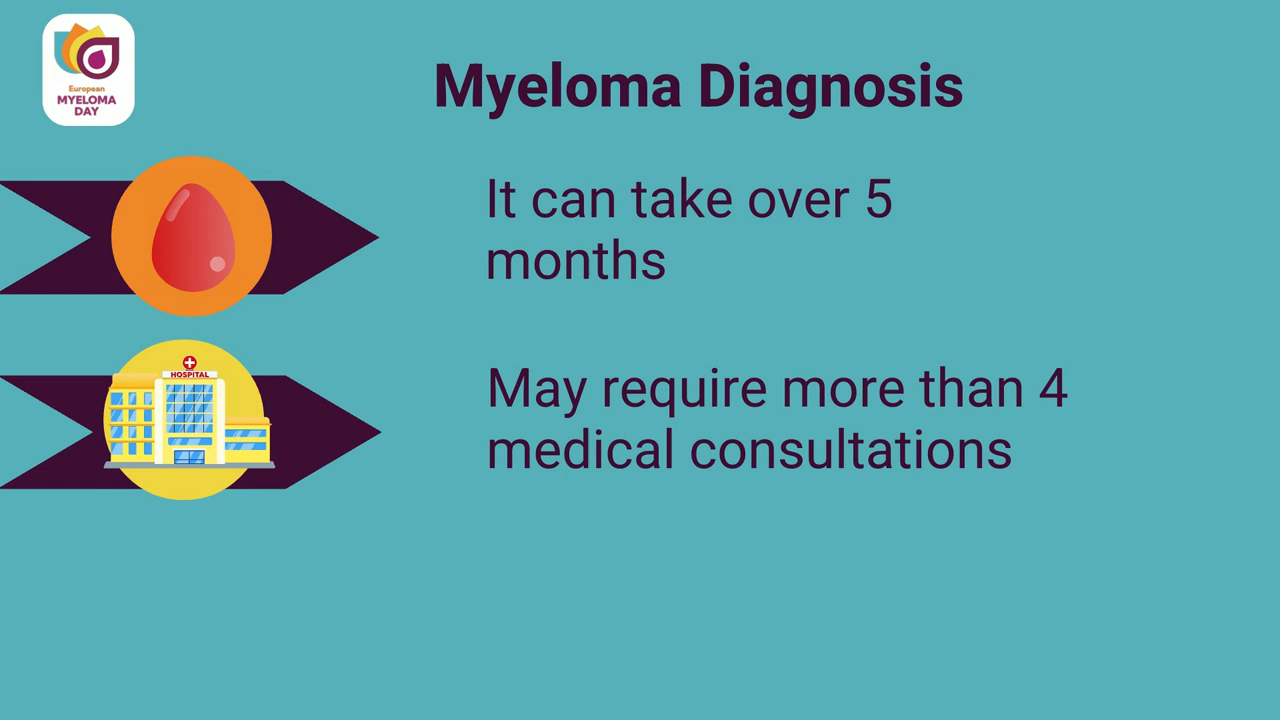 European
MYELOMA
DAY
Myeloma Diagnosis
It can take over 5
months
HOSPITAL
May require more than 4
medical consultations